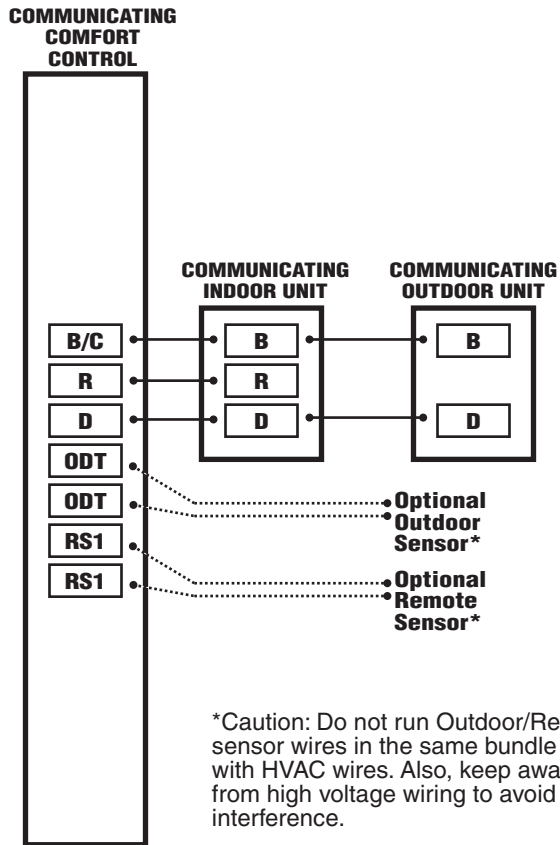 COMMUNICATING
COMFORT
CONTROL
COMMUNICATING
INDOOR UNIT
COMMUNICATING
OUTDOOR UNIT
B/C
B
B
R
R
D
D
D
ODT
ODT
Optional
Outdoor
Sensor*
RS1
RS1
Optional
Remote
Sensor*
*Caution: Do not run Outdoor/Re
sensor wires in the same bundle
with HVAC wires. Also, keep awa
from high voltage wiring to avoid
interference.